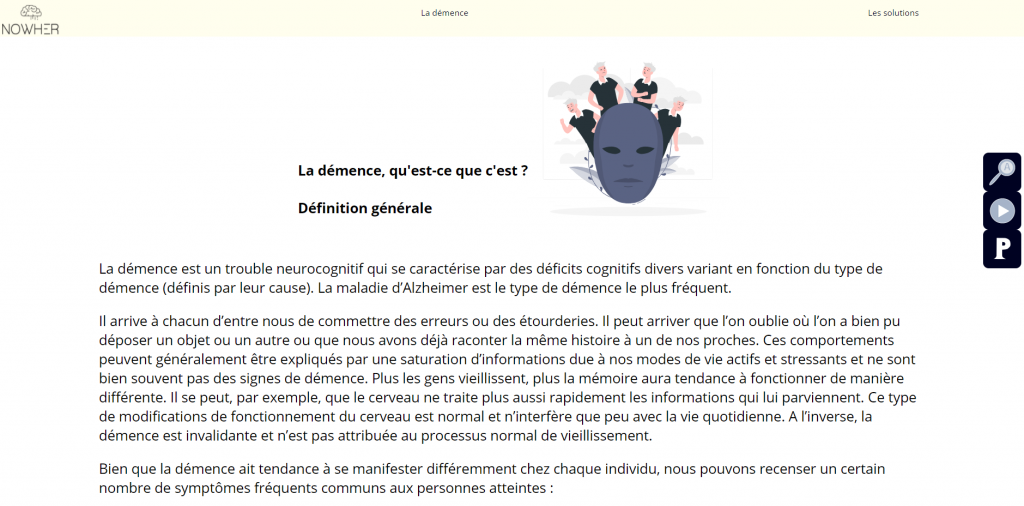 NOWHER
La démence
Les solutions
La démence, qu'est-ce que c'est ?
Définition générale
P
La démence est un trouble neurocognitif qui se caractérise par des déficits cognitifs divers variant en fonction du type de
démence (définis par leur cause). La maladie d’Alzheimer est le type de démence le plus fréquent.
Il arrive à chacun d’entre nous de commettre des erreurs ou des étourderies. Il peut arriver que l’on oublie où l’on a bien pu
déposer un objet ou un autre ou que nous avons déjà raconter la même histoire à un de nos proches. Ces comportements
peuvent généralement être expliqués par une saturation d’informations due à nos modes de vie actifs et stressants et ne sont
bien souvent pas des signes de démence. Plus les gens vieillissent, plus la mémoire aura tendance à fonctionner de manière
différente. Il se peut, par exemple, que le cerveau ne traite plus aussi rapidement les informations qui lui parviennent. Ce type
de modifications de fonctionnement du cerveau est normal et n’interfère que peu avec la vie quotidienne. A l’inverse, la
démence est invalidante et n’est pas attribuée au processus normal de vieillissement.
Bien que la démence ait tendance à se manifester différemment chez chaque individu, nous pouvons recenser un certain
nombre de symptômes fréquents communs aux personnes atteintes :